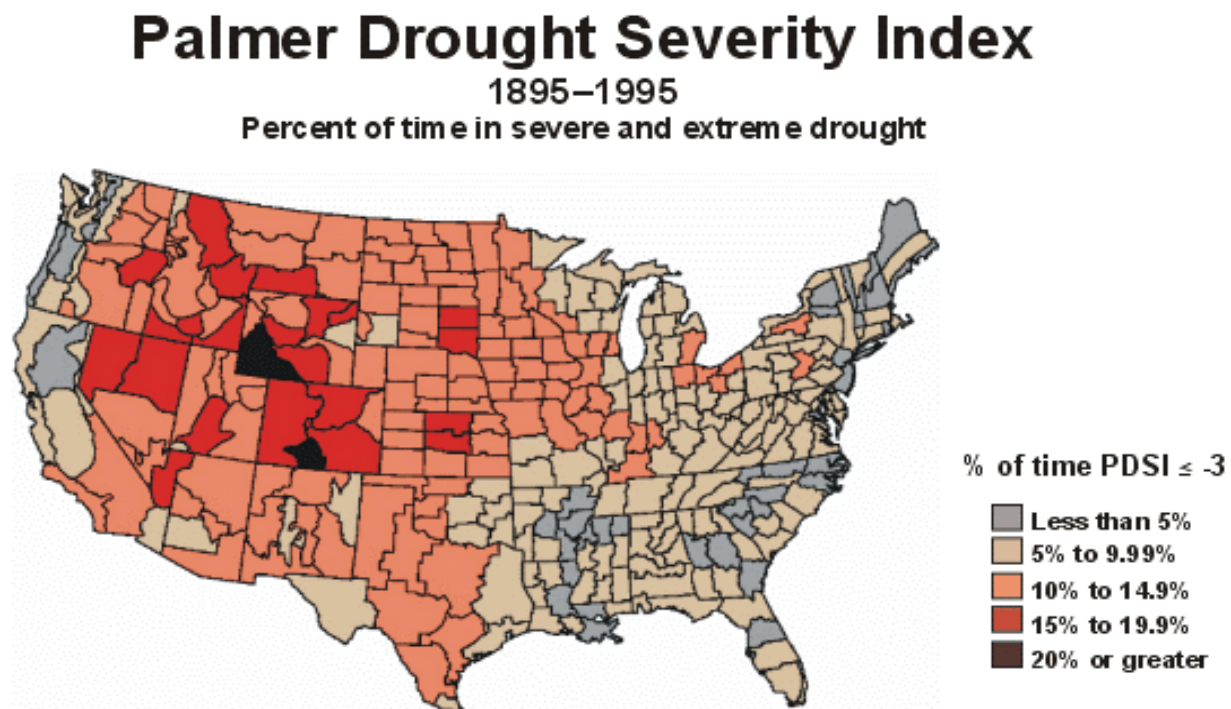 Palmer Drought Severity Index
1895–1995
Percent of time in severe and extreme drought
% of time PDSI ≤ -3
Less than 5%
5% to 9.99%
10% to 14.9%
15% to 19.9%
20% or greater